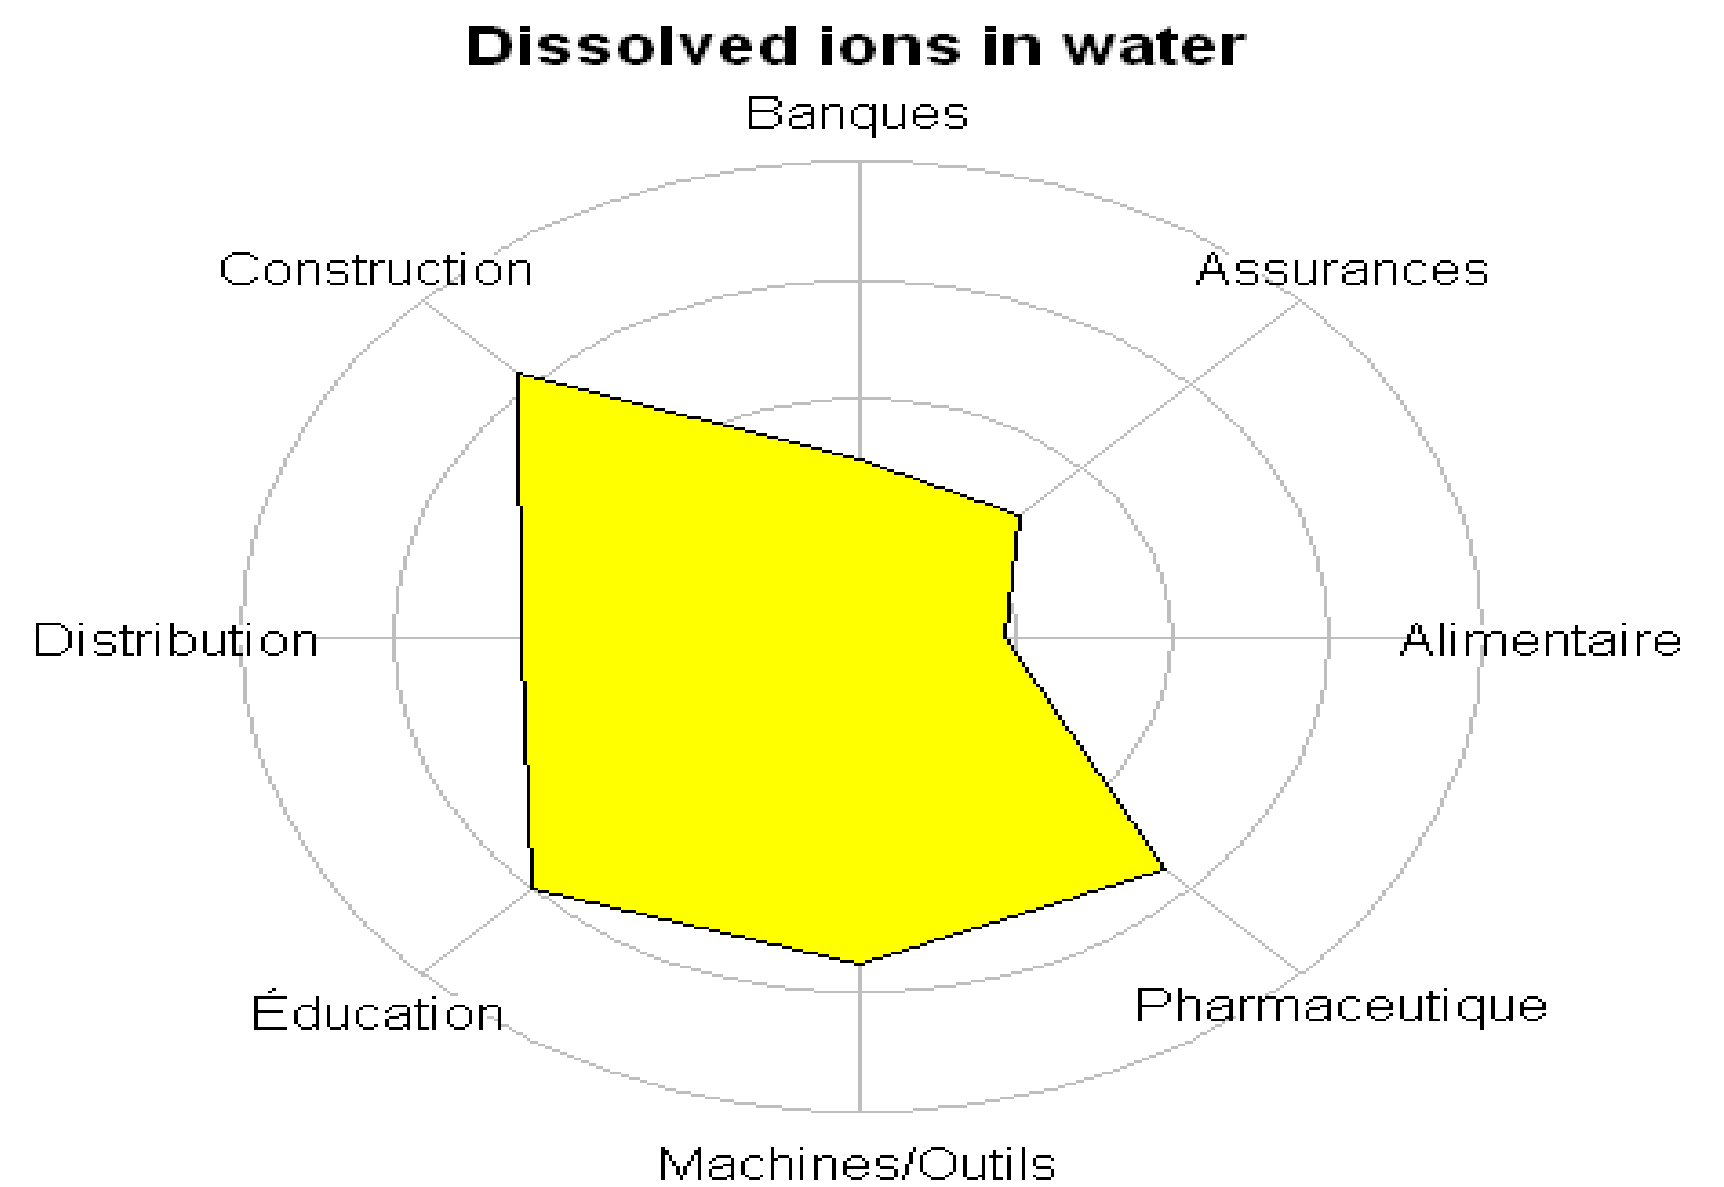 Dissolved ions in water
Banques
Construction
Assurances
Distribution
Alimentaire
Éducation
Pharmaceutique
Machines/Outils